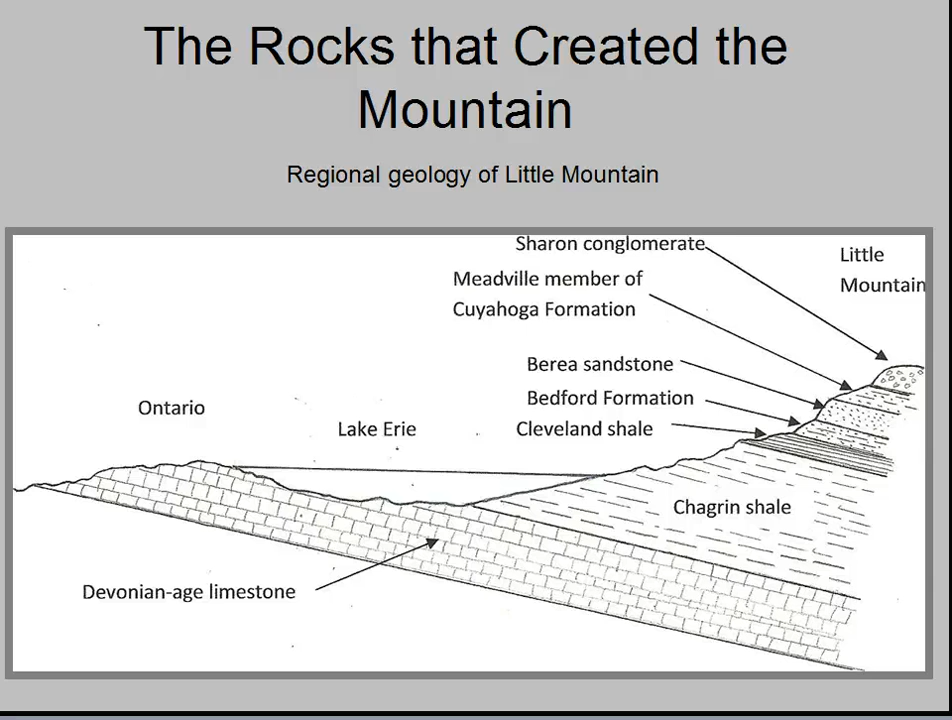 The Rocks that Created the
Mountain
Regional geology of Little Mountain
Sharon conglomerate
Little
Mountain
Meadville member of
Cuyahoga Formation
Berea sandstone
Bedford Formation
Cleveland shale
Ontario
Lake Erie
Chagrin shale
Devonian-age limestone